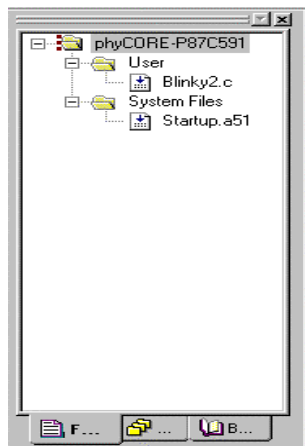 phyCORE-P87C591
User
Blinky2.c
System Files
Startup.a51
F... ... B...